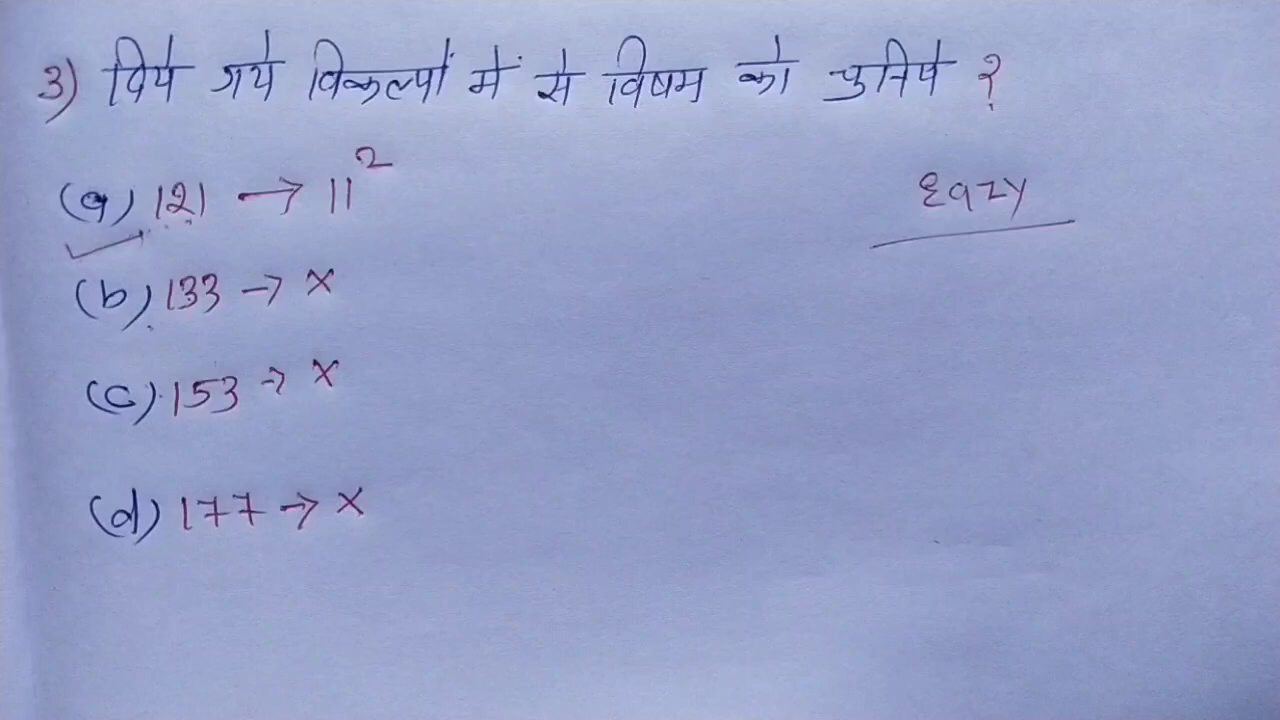 3) दिये गये विकल्पों में से विषम को चुनिये ?
(a) 121 → 11²
Eazy
(b) 133 → ×
(c) 153 → ×
(d) 177 → ×